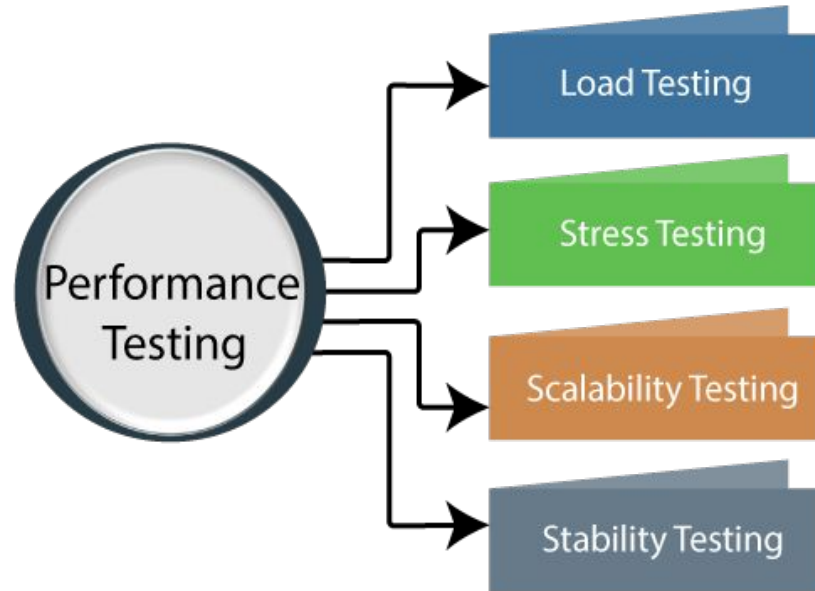 Performance
Testing
Load Testing
Stress Testing
Scalability Testing
Stability Testing